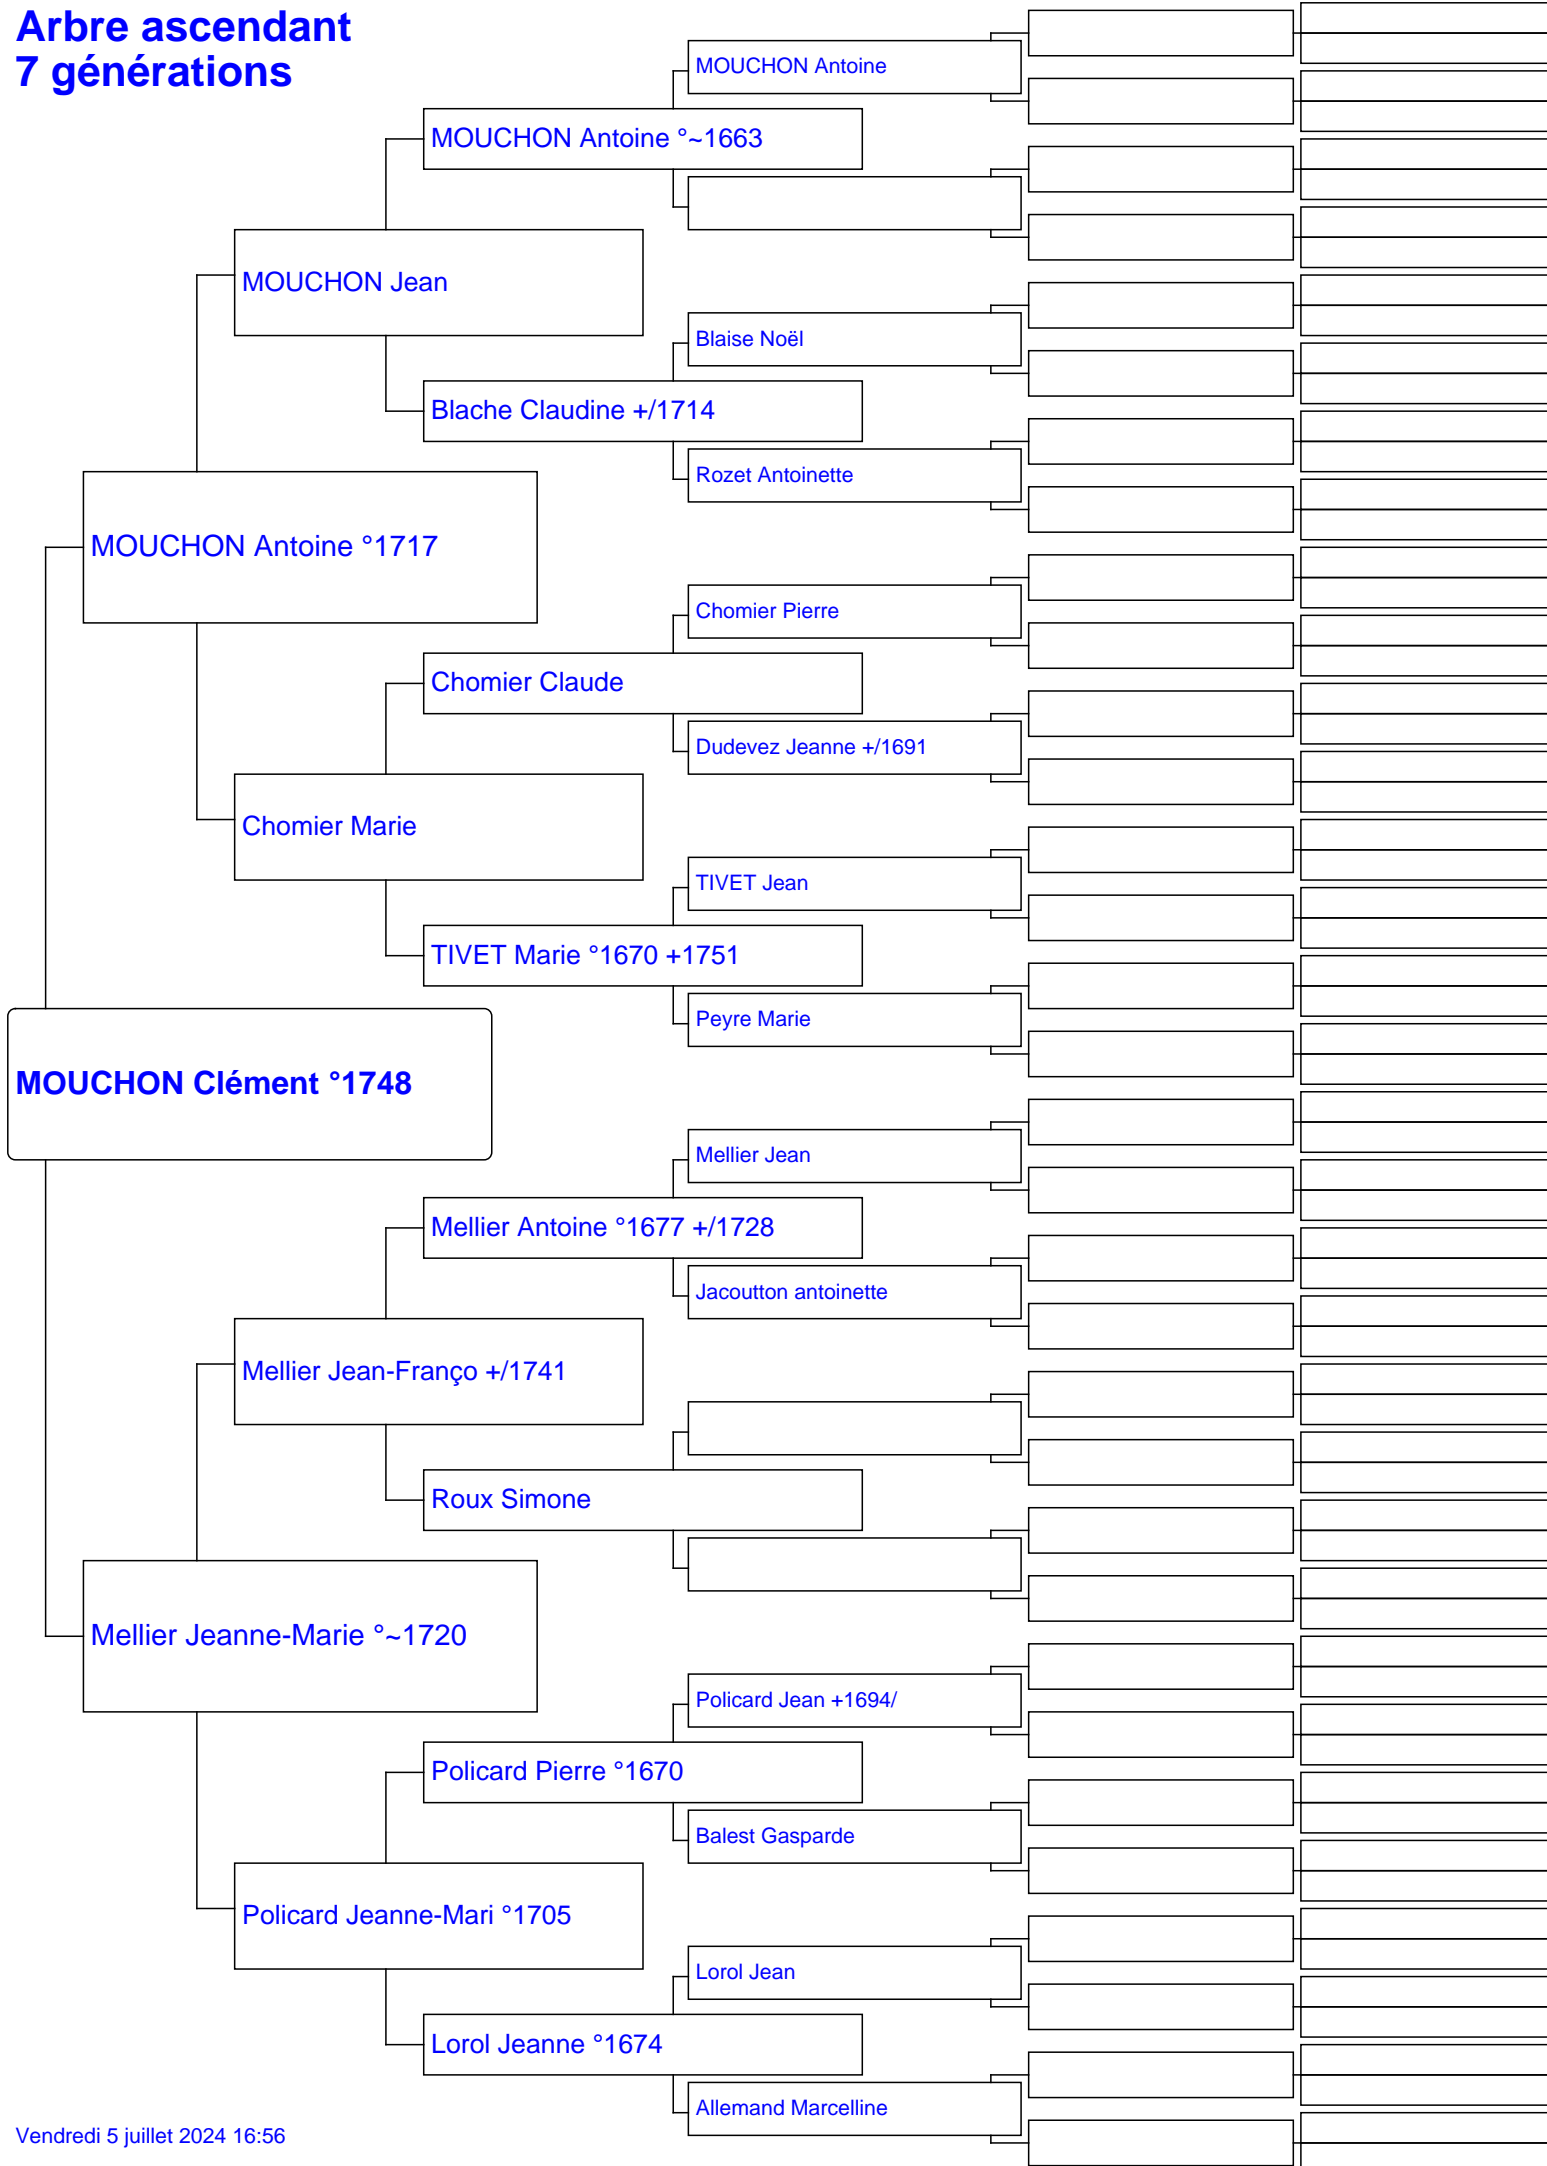 Arbre ascendant
7 générations
MOUCHON Antoine
MOUCHON Antoine °~1663
MOUCHON Jean
Blaise Noël
Blache Claudine +/1714
Rozet Antoinette
MOUCHON Antoine °1717
Chomier Pierre
Chomier Claude
Dudevez Jeanne +/1691
Chomier Marie
TIVET Jean
TIVET Marie °1670 +1751
Peyre Marie
MOUCHON Clément °1748
Mellier Jean
Mellier Antoine °1677 +/1728
Jacoutton antoinette
Mellier Jean-Franço +/1741
Roux Simone
Mellier Jeanne-Marie °~1720
Policard Jean +1694/
Policard Pierre °1670
Balest Gasparde
Policard Jeanne-Mari °1705
Lorol Jean
Lorol Jeanne °1674
Allemand Marcelline
Vendredi 5 juillet 2024 16:56